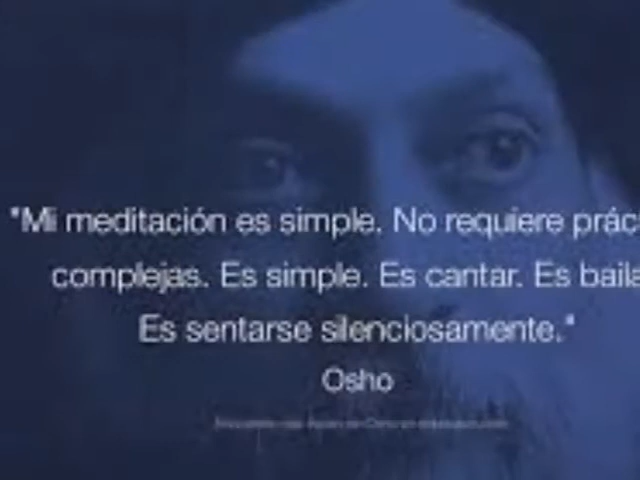 "Mi meditación es simple. No requiere prác
complejas. Es simple. Es cantar. Es baila
Es sentarse silenciosamente."
Osho